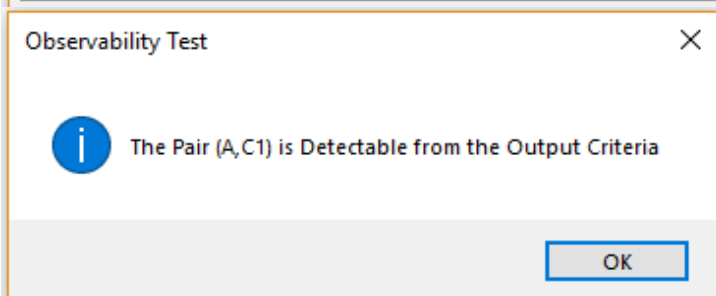 Observability Test
The Pair (A,C1) is Detectable from the Output Criteria
OK